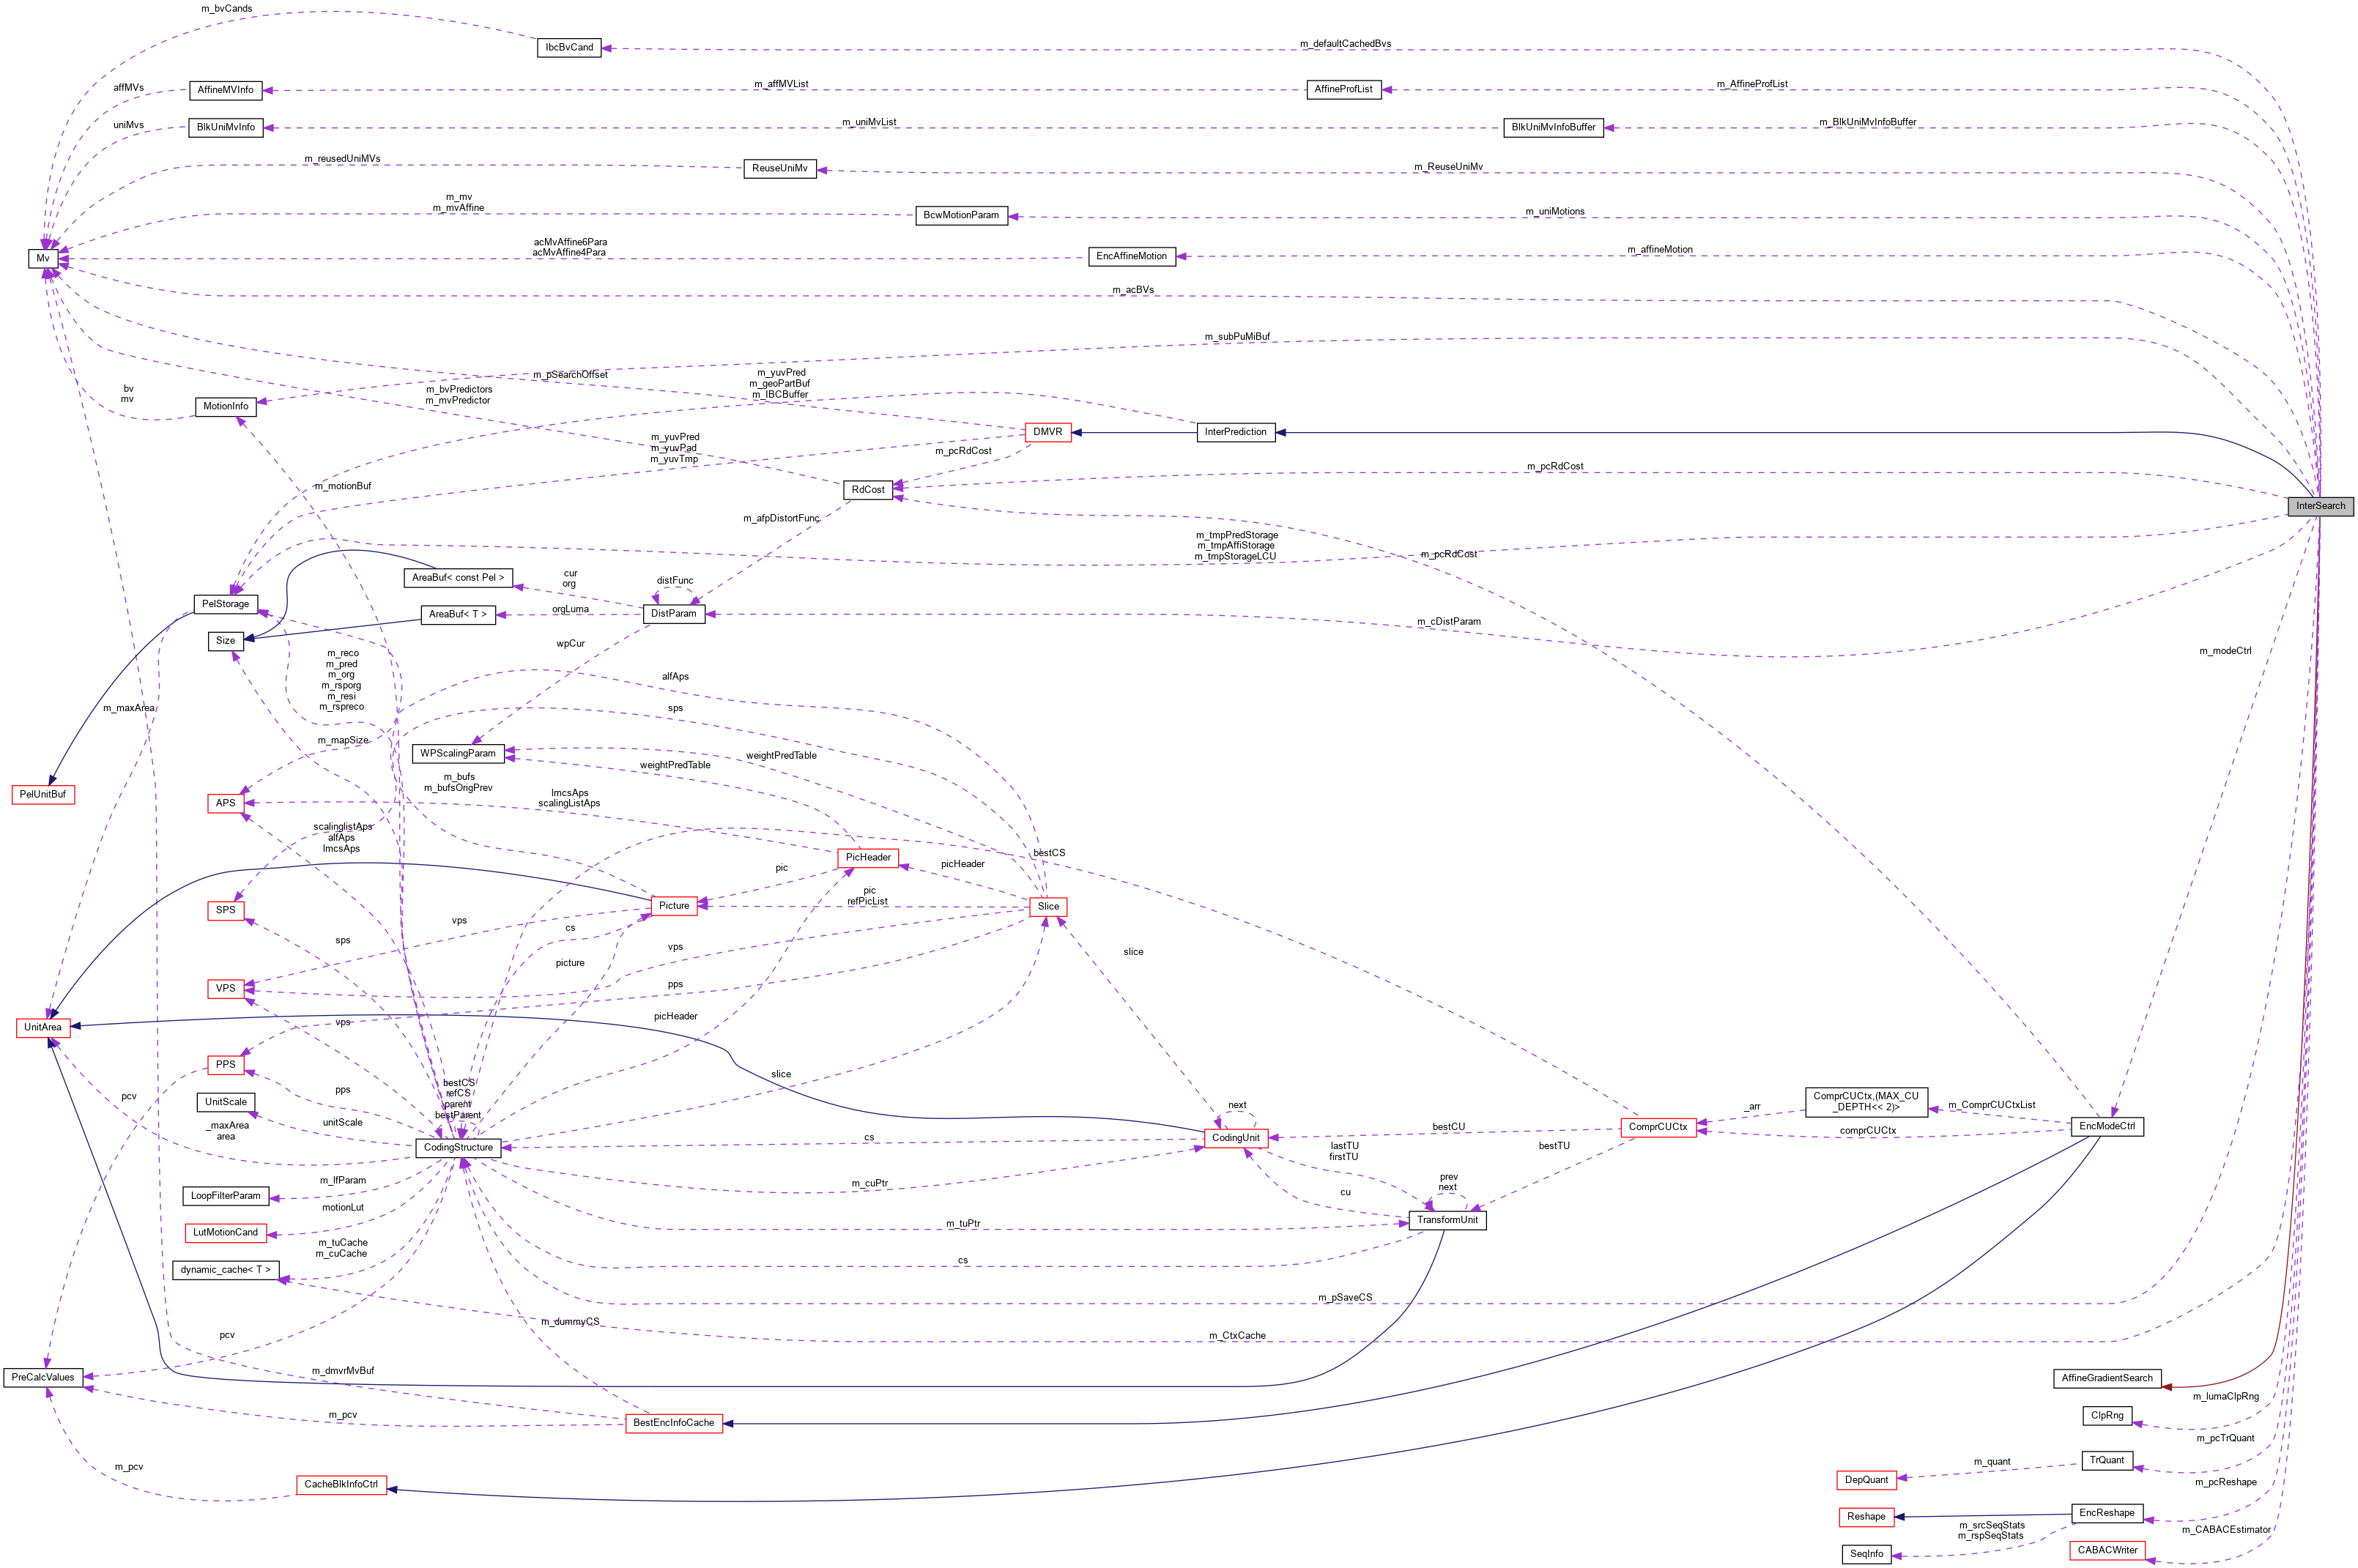 m_bvCands
IbcBvCand
m_defaultCachedBvs
affMVs
AffineMVInfo
m_affMVList
AffineProfList
m_AffineProfList
uniMvs
BlkUniMvInfo
m_uniMvList
BlkUniMvInfoBuffer
m_BlkUniMvInfoBuffer
m_reusedUniMVs
ReuseUniMv
m_ReuseUniMv
m_mv
m_mvAffine
BcwMotionParam
m_uniMotions
Mv
acMvAffine6Para
acMvAffine4Para
EncAffineMotion
m_affineMotion
m_acBVs
m_subPuMiBuf
bv
mv
MotionInfo
m_bvPredictors
m_mvPredictor
m_pSearchOffset
m_yuvPred
m_geoPartBuf
m_IBCBuffer
DMVR
InterPrediction
m_yuvPred
m_yuvPad
m_yuvTmp
m_pcRdCost
m_pcRdCost
m_motionBuf
RdCost
InterSearch
m_afpDistortFunc
m_tmpPredStorage
m_tmpAffiStorage
m_tmpStorageLCU
m_pcRdCost
AreaBuf< const Pel >
cur
org
distFunc
PelStorage
AreaBuf< T >
orgLuma
DistParam
m_cDistParam
Size
wpCur
m_modeCtrl
m_reco
m_pred
m_org
m_rsporg
m_resi
m_rspreco
alfAps
m_maxArea
sps
m_mapSize
WPScalingParam
weightPredTable
weightPredTable
m_bufs
m_bufsOrigPrev
PelUnitBuf
APS
lmcsAps
scalingListAps
scalinglistAps
alfAps
lmcsAps
PicHeader
picHeader
bestCS
pic
pic
refPicList
SPS
Picture
Slice
vps
cs
sps
vps
slice
picture
VPS
pps
UnitArea
vps
picHeader
PPS
slice
bestCS
refCS
parent
bestParent
pps
pcv
UnitScale
unitScale
_maxArea
area
CodingStructure
cs
next
CodingUnit
bestCU
ComprCUCtx
_arr
ComprCUCtx,(MAX_CU
_DEPTH<< 2)>
m_ComprCUCtxList
comprCUCtx
EncModeCtrl
lastTU
firstTU
bestTU
m_lfParam
LoopFilterParam
m_cuPtr
cu
prev
next
motionLut
LutMotionCand
m_tuPtr
TransformUnit
m_tuCache
m_cuCache
dynamic_cache< T >
cs
m_pSaveCS
m_dummyCS
pcv
m_CtxCache
PreCalcValues
m_dmvrMvBuf
AffineGradientSearch
m_lumaClpRng
m_pcv
BestEncInfoCache
ClpRng
m_pcTrQuant
m_pcv
CacheBlkInfoCtrl
DepQuant
m_quant
TrQuant
m_pcReshape
Reshape
EncReshape
m_srcSeqStats
m_rspSeqStats
m_CABACEstimator
SeqInfo
CABACWriter